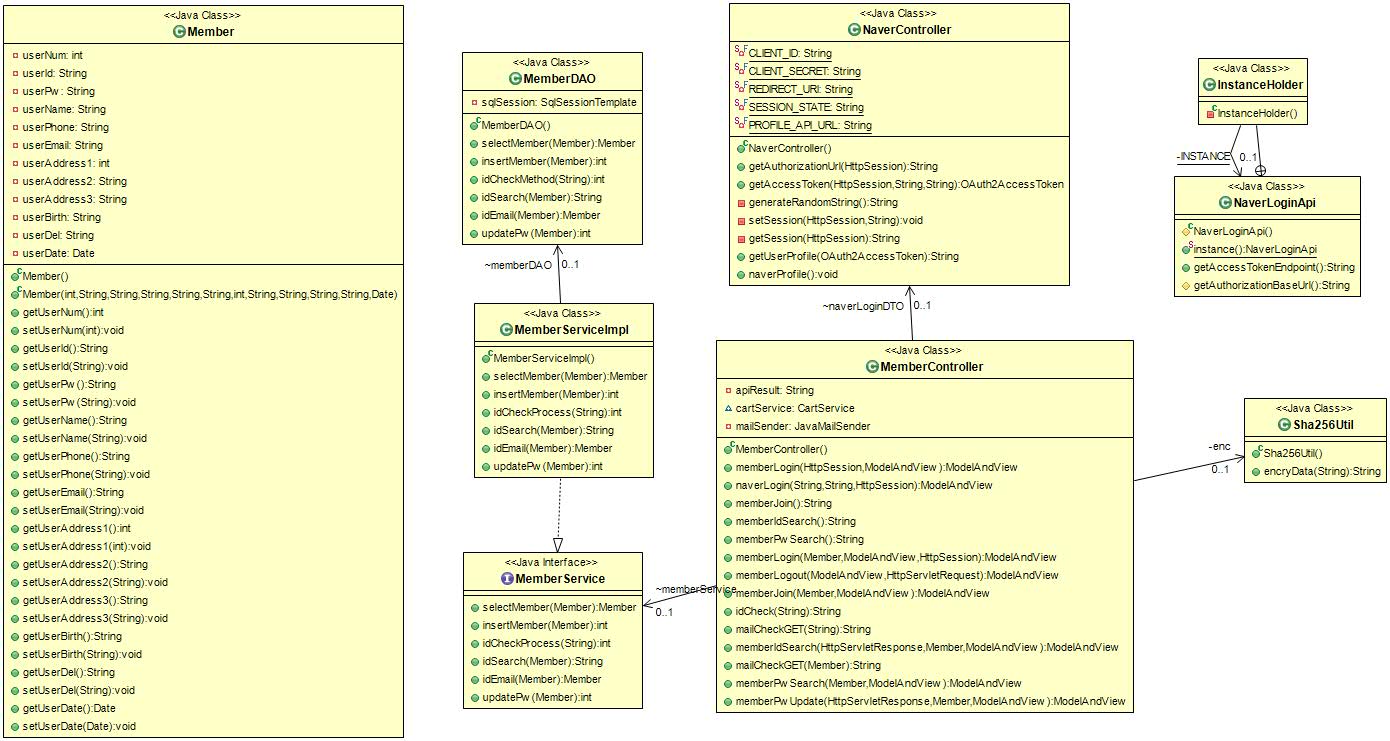 <<Java Class>>
Member
userNum: int
userId: String
userPw : String
userName: String
userPhone: String
userEmail: String
userAddress1: int
userAddress2: String
userAddress3: String
userBirth: String
userDel: String
userDate: Date
Member()
Member(int,String,String,String,String,String,int,String,String,String,String,Date)
getUserNum():int
setUserNum(int):void
getUserId():String
setUserId(String):void
getUserPw ():String
setUserPw (String):void
getUserName():String
setUserName(String):void
getUserPhone():String
setUserPhone(String):void
getUserEmail():String
setUserEmail(String):void
getUserAddress1():int
setUserAddress1(int):void
getUserAddress2():String
setUserAddress2(String):void
getUserAddress3():String
setUserAddress3(String):void
getUserBirth():String
setUserBirth(String):void
getUserDel():String
setUserDel(String):void
getUserDate():Date
setUserDate(Date):void
<<Java Class>>
MemberDAO
sqlSession: SqlSessionTemplate
MemberDAO()
selectMember(Member):Member
insertMember(Member):int
idCheckMethod(String):int
idSearch(Member):String
idEmail(Member):Member
updatePw (Member):int
~memberDAO
0..1
<<Java Class>>
MemberServiceImpl
MemberServiceImpl()
selectMember(Member):Member
insertMember(Member):int
idCheckProcess(String):int
idSearch(Member):String
idEmail(Member):Member
updatePw (Member):int
<<Java Interface>>
MemberService
selectMember(Member):Member
insertMember(Member):int
idCheckProcess(String):int
idSearch(Member):String
idEmail(Member):Member
updatePw (Member):int
~memberService
0..1
<<Java Class>>
NaverController
CLIENT_ID: String
CLIENT_SECRET: String
REDIRECT_URI: String
SESSION_STATE: String
PROFILE_API_URL: String
NaverController()
getAuthorizationUrl(HttpSession):String
getAccessToken(HttpSession,String,String):OAuth2AccessToken
generateRandomString():String
setSession(HttpSession,String):void
getSession(HttpSession):String
getUserProfile(OAuth2AccessToken):String
naverProfile():void
~naverLoginDTO
0..1
<<Java Class>>
MemberController
apiResult: String
cartService: CartService
mailSender: JavaMailSender
MemberController()
memberLogin(HttpSession,ModelAndView ):ModelAndView
naverLogin(String,String,HttpSession):ModelAndView
memberJoin():String
memberIdSearch():String
memberPw Search():String
memberLogin(Member,ModelAndView ,HttpSession):ModelAndView
memberLogout(ModelAndView ,HttpServletRequest):ModelAndView
memberJoin(Member,ModelAndView ):ModelAndView
idCheck(String):String
mailCheckGET(String):String
memberIdSearch(HttpServletResponse,Member,ModelAndView ):ModelAndView
mailCheckGET(Member):String
memberPw Search(Member,ModelAndView ):ModelAndView
memberPw Update(HttpServletResponse,Member,ModelAndView ):ModelAndView
<<Java Class>>
InstanceHolder
InstanceHolder()
-INSTANCE
0..1
<<Java Class>>
NaverLoginApi
NaverLoginApi()
instance():NaverLoginApi
getAccessTokenEndpoint():String
getAuthorizationBaseUrl():String
-enc
0..1
<<Java Class>>
Sha256Util
Sha256Util()
encryData(String):String